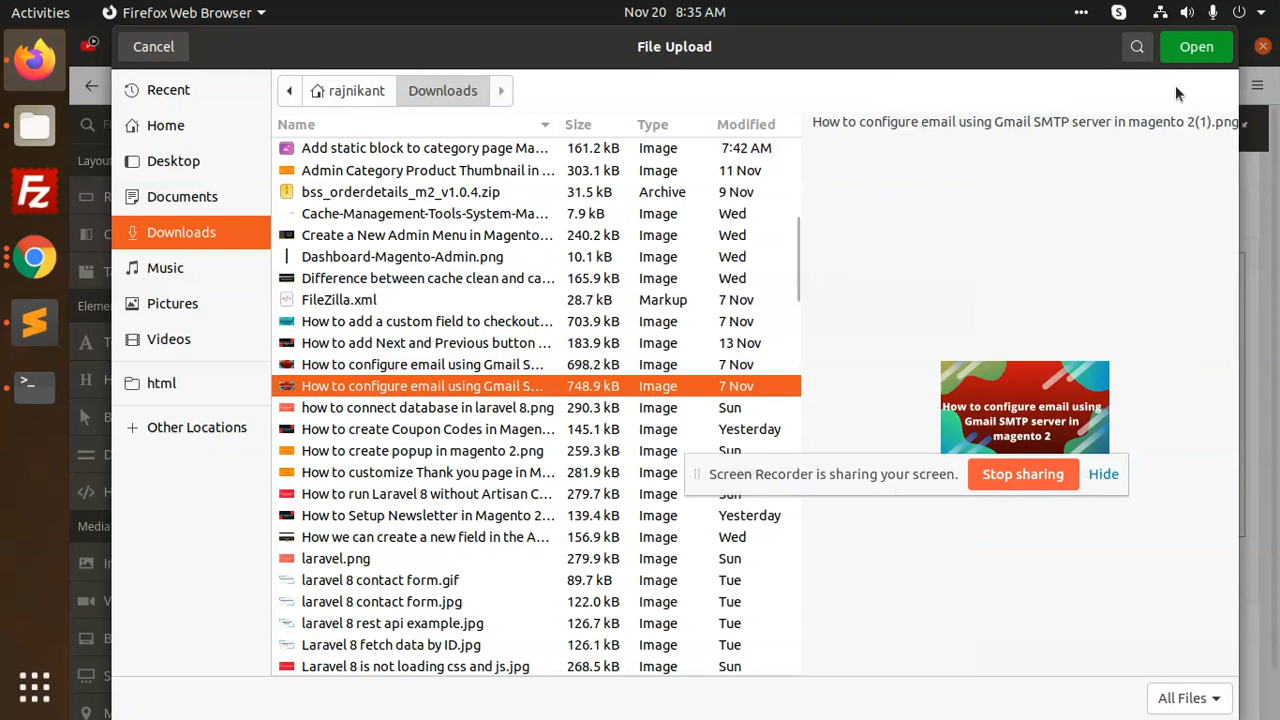 Activities
Firefox Web Browser
Nov 20 8:35 AM
Cancel
File Upload
Open
Recent
Home
Desktop
Documents
Downloads
Music
Pictures
Videos
html
Other Locations
rajnikant
Downloads
Name Size Type Modified
Add static block to category page Ma... 161.2 kB Image 7:42 AM
Admin Category Product Thumbnail in ... 303.1 kB Image 11 Nov
bss_orderdetails_m2_v1.0.4.zip 31.5 kB Archive 9 Nov
Cache-Management-Tools-System-Ma... 7.9 kB Image Wed
Create a New Admin Menu in Magento... 240.2 kB Image Wed
Dashboard-Magento-Admin.png 10.1 kB Image Wed
Difference between cache clean and ca... 165.9 kB Image Wed
FileZilla.xml 28.7 kB Markup 7 Nov
How to add a custom field to checkout... 703.9 kB Image 7 Nov
How to add Next and Previous button ... 183.9 kB Image 13 Nov
How to configure email using Gmail S... 698.2 kB Image 7 Nov
How to configure email using Gmail S... 748.9 kB Image 7 Nov
how to connect database in laravel 8.png 290.3 kB Image Sun
How to create Coupon Codes in Magen... 145.1 kB Image Yesterday
How to create popup in magento 2.png 259.3 kB Image Sun
How to customize Thank you page in M... 281.9 kB Image
How to run Laravel 8 without Artisan C... 279.7 kB Image Sun
How to Setup Newsletter in Magento 2... 139.4 kB Image Yesterday
How we can create a new field in the A... 156.9 kB Image Wed
laravel.png 279.9 kB Image Sun
laravel 8 contact form.gif 89.7 kB Image Tue
laravel 8 contact form.jpg 122.0 kB Image Tue
laravel 8 rest api example.jpg 126.7 kB Image Tue
Laravel 8 fetch data by ID.jpg 126.1 kB Image Tue
Laravel 8 is not loading css and js.jpg 268.5 kB Image Sun
How to configure email using Gmail SMTP server in magento 2(1).png
How to configure email using
Gmail SMTP server in
magento 2
Screen Recorder is sharing your screen.
Stop sharing
Hide
All Files
Layou
Eleme
Media